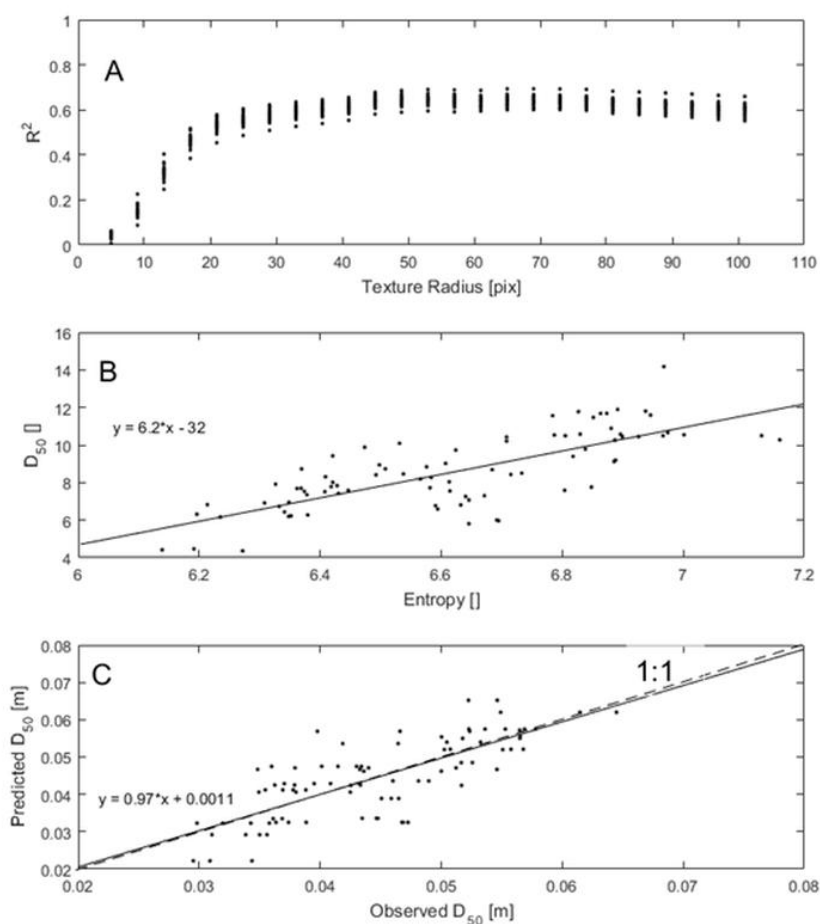 A
1
0.8
0.6
0.4
0.2
0
R2
0 10 20 30 40 50 60 70 80 90 100 110
Texture Radius [pix]
B
16
14
12
10
8
6
4
D50 []
y = 6.2*x - 32
6 6.2 6.4 6.6 6.8 7 7.2
Entropy []
C
1:1
0.08
0.07
0.06
0.05
0.04
0.03
0.02
Predicted D50 [m]
y = 0.97*x + 0.0011
0.02 0.03 0.04 0.05 0.06 0.07 0.08
Observed D50 [m]